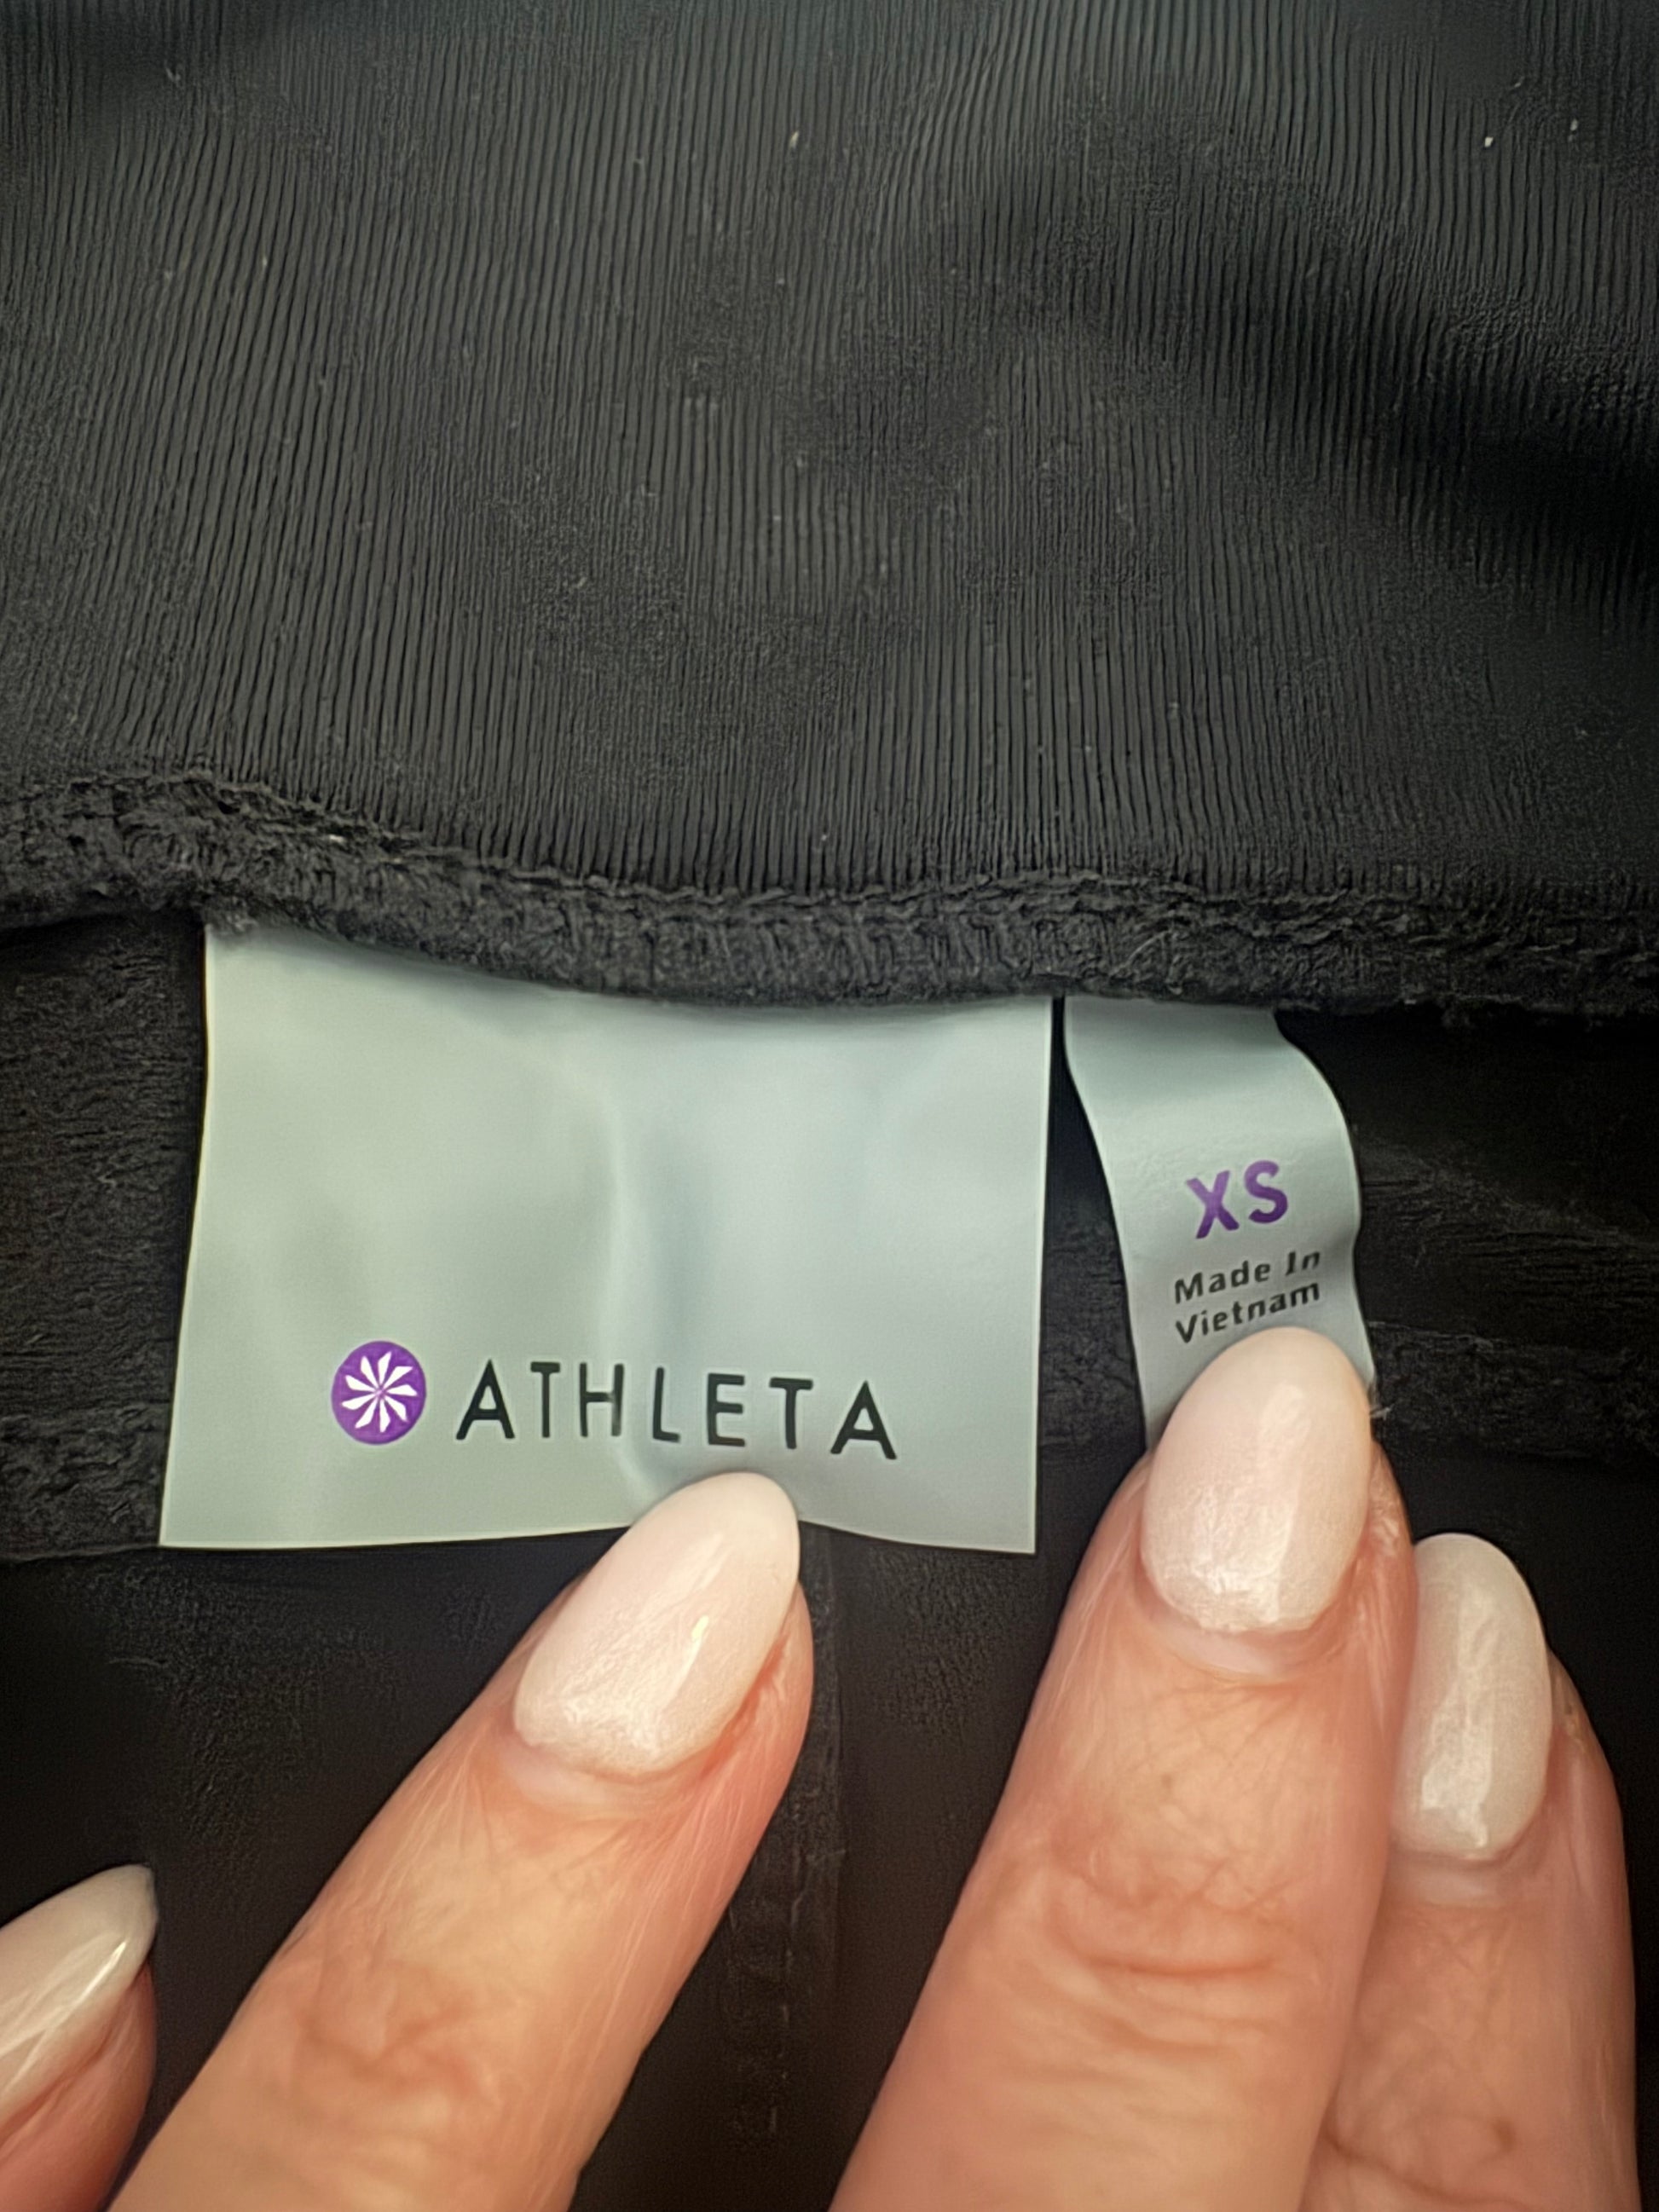 ATHLETA
XS
Made In
Vietnam